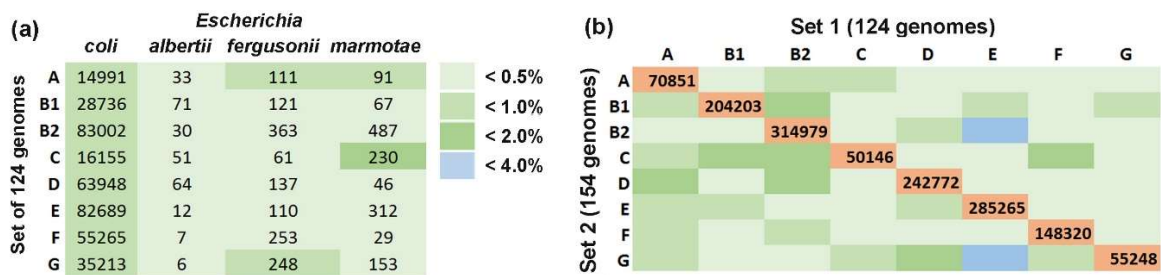 (a)
Escherichia
coli albertii fergusonii marmotae
Set of 124 genomes
A 14991 33 111 91
B1 28736 71 121 67
B2 83002 30 363 487
C 16155 51 61 230
D 63948 64 137 46
E 82689 12 110 312
F 55265 7 253 29
G 35213 6 248 153
< 0.5%
< 1.0%
< 2.0%
< 4.0%
(b)
Set 1 (124 genomes)
A B1 B2 C D E F G
Set 2 (154 genomes)
A 70851
B1 204203
B2 314979
C 50146
D 242772
E 285265
F 148320
G 55248